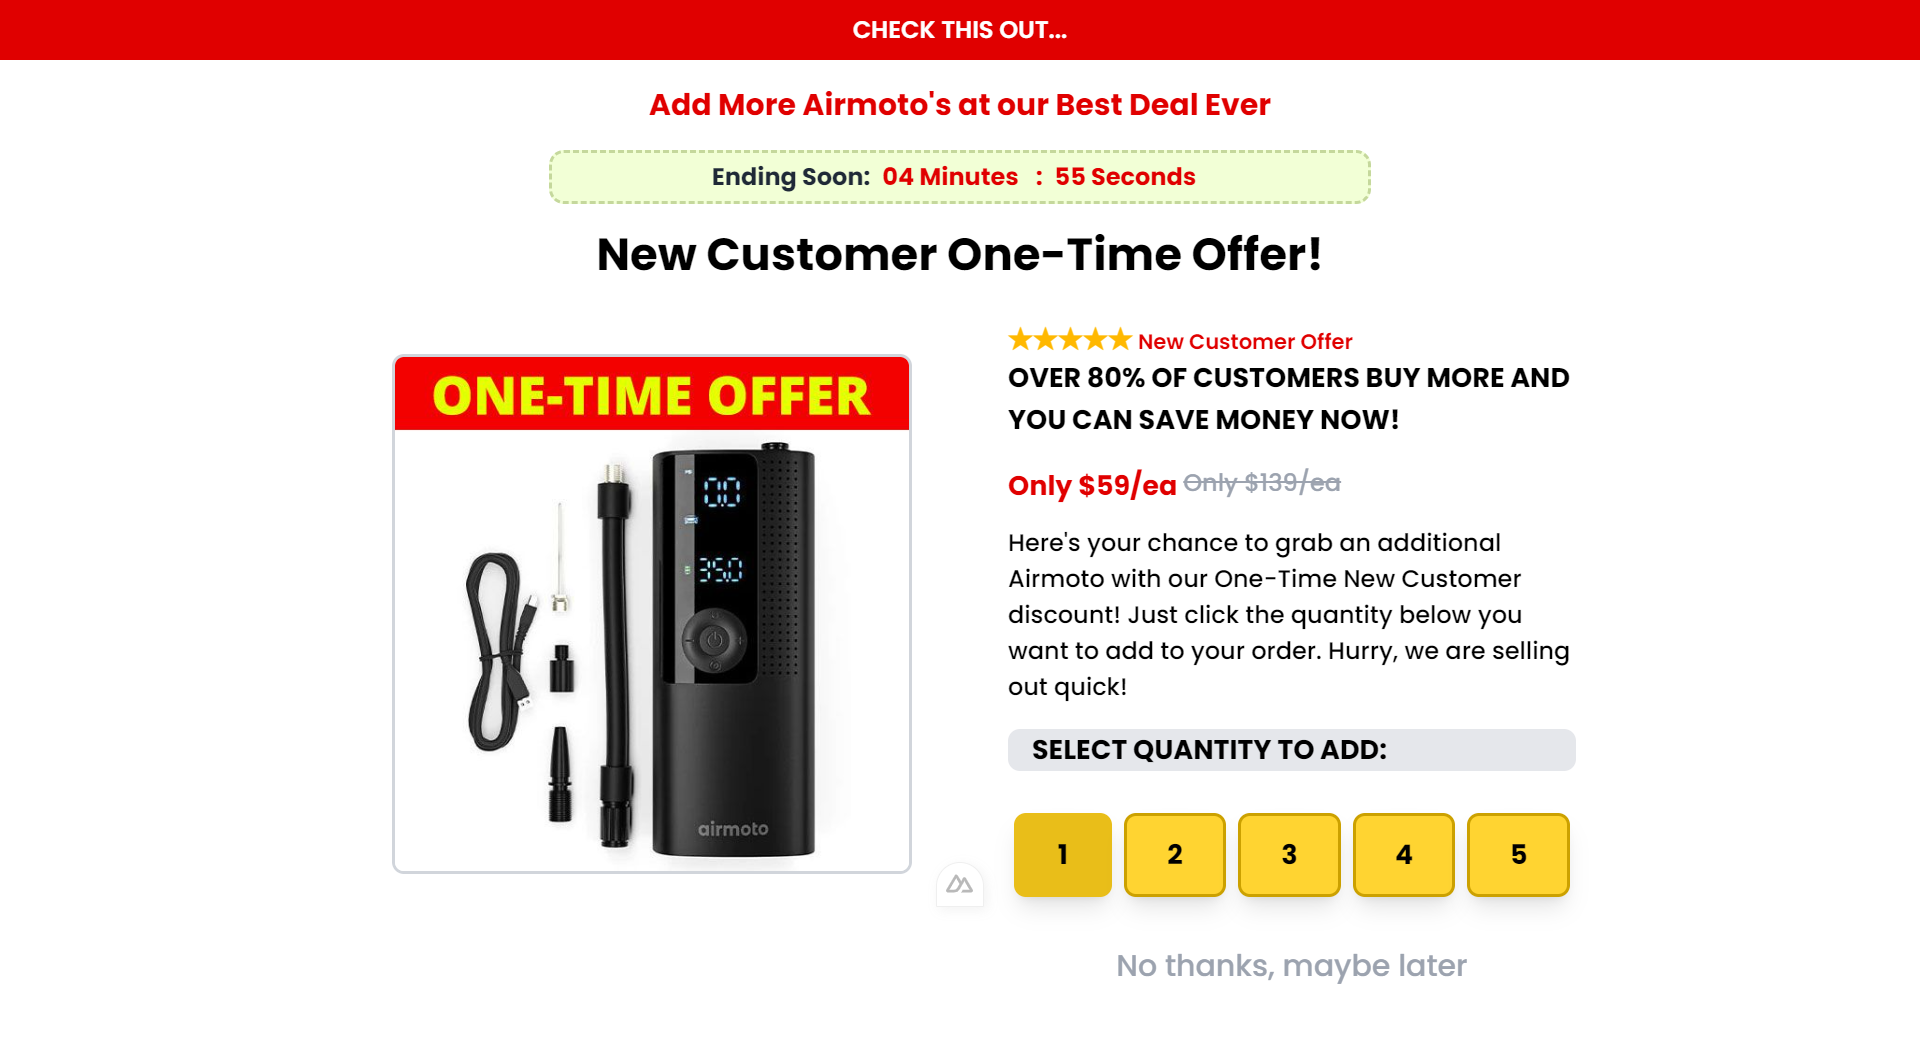 CHECK THIS OUT...
Add More Airmoto's at our Best Deal Ever
Ending Soon: 04 Minutes : 55 Seconds
New Customer One-Time Offer!
ONE-TIME OFFER
0.0
35.0
airmoto
New Customer Offer
OVER 80% OF CUSTOMERS BUY MORE AND
YOU CAN SAVE MONEY NOW!
Only $59/ea Only $139/ea
Here's your chance to grab an additional
Airmoto with our One-Time New Customer
discount! Just click the quantity below you
want to add to your order. Hurry, we are selling
out quick!
SELECT QUANTITY TO ADD:
1 2 3 4 5
No thanks, maybe later